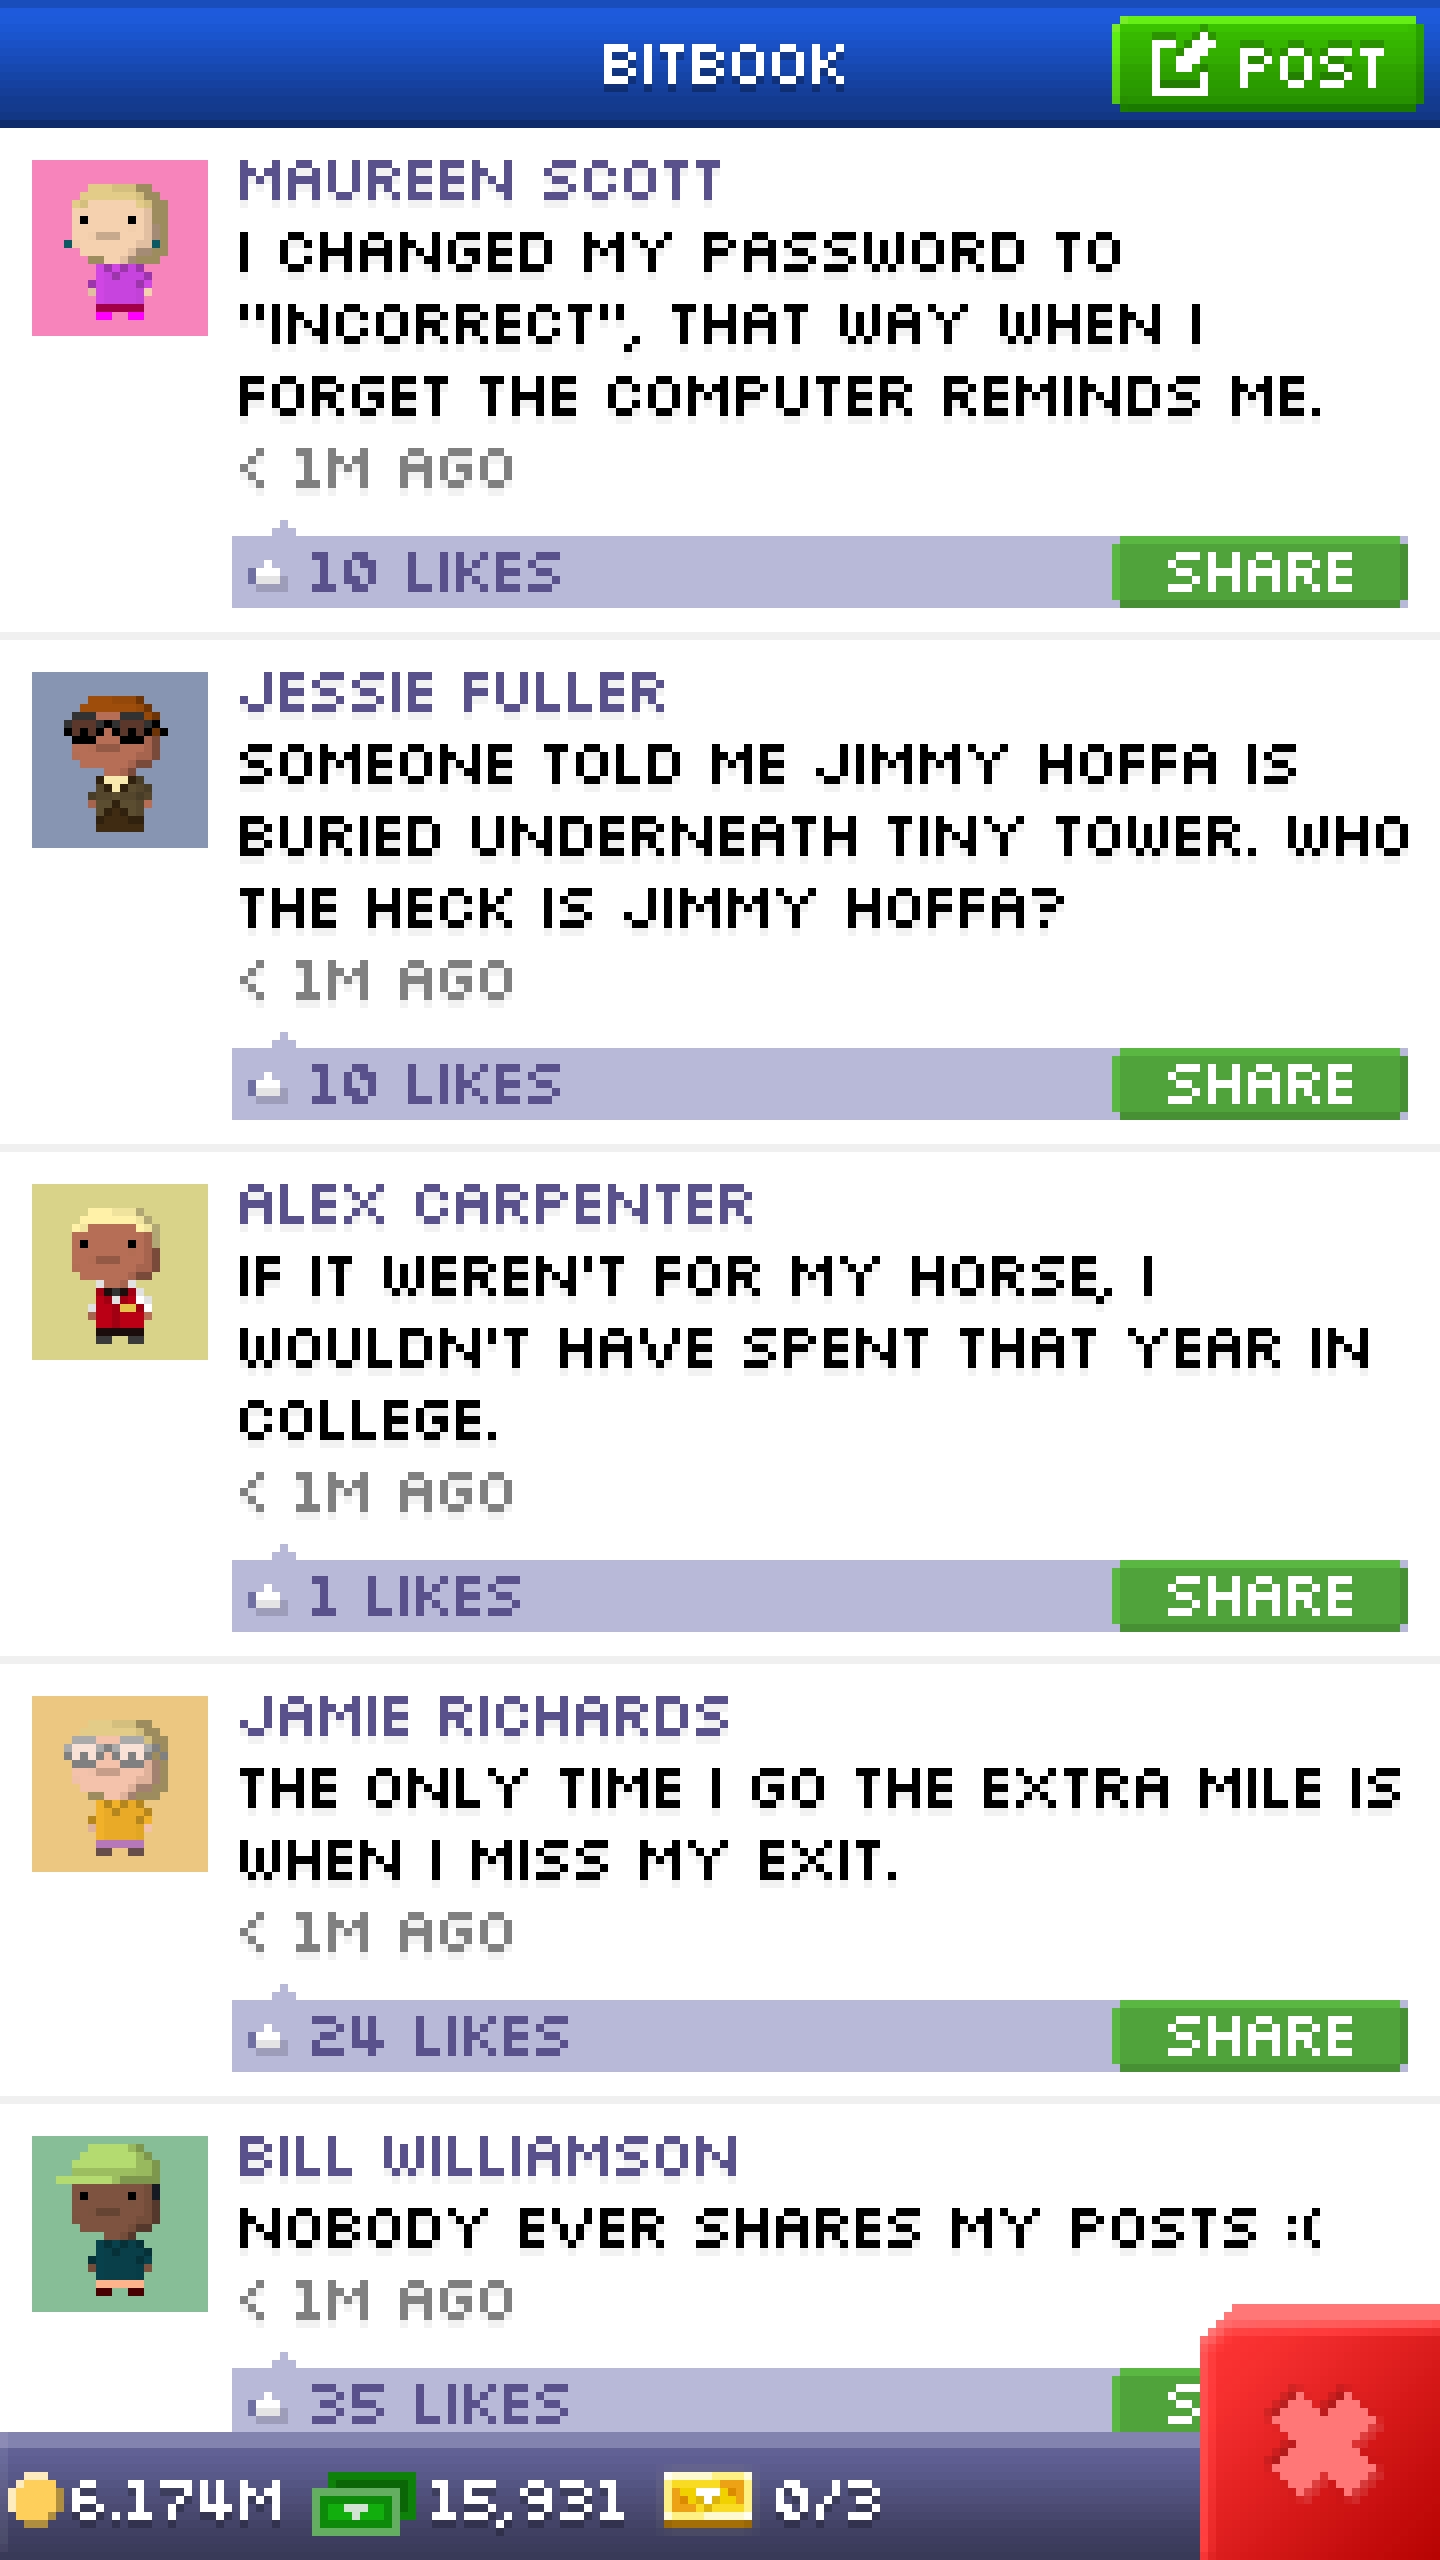 BITBOOK
POST
MAUREEN SCOTT
I CHANGED MY PASSWORD TO
"INCORRECT", THAT WAY WHEN I
FORGET THE COMPUTER REMINDS ME.
< 1M AGO
10 LIKES
SHARE
JESSIE FULLER
SOMEONE TOLD ME JIMMY HOFFA IS
BURIED UNDERNEATH TINY TOWER. WHO
THE HECK IS JIMMY HOFFA?
< 1M AGO
10 LIKES
SHARE
ALEX CARPENTER
IF IT WEREN'T FOR MY HORSE, I
WOULDN'T HAVE SPENT THAT YEAR IN
COLLEGE.
< 1M AGO
1 LIKES
SHARE
JAMIE RICHARDS
THE ONLY TIME I GO THE EXTRA MILE IS
WHEN I MISS MY EXIT.
< 1M AGO
24 LIKES
SHARE
BILL WILLIAMSON
NOBODY EVER SHARES MY POSTS :(
< 1M AGO
35 LIKES
6.174M 15,931 0/3